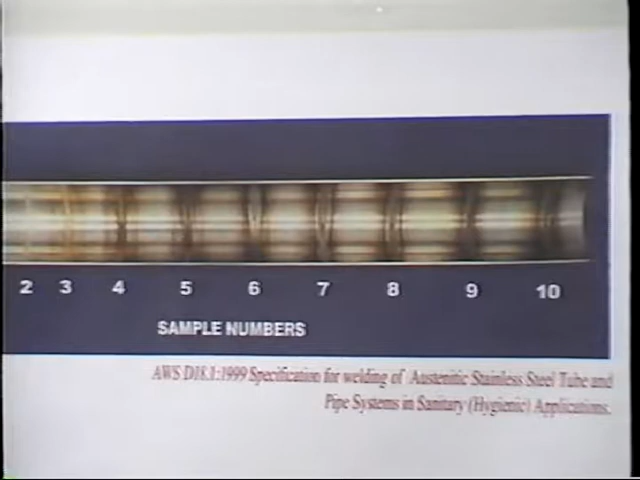 2 3 4 5 6 7 8 9 10
SAMPLE NUMBERS
AWS D18.1:1999 Specification for welding of Austenitic Stainless Steel Tube and
Pipe Systems in Sanitary (Hygienic) Applications.